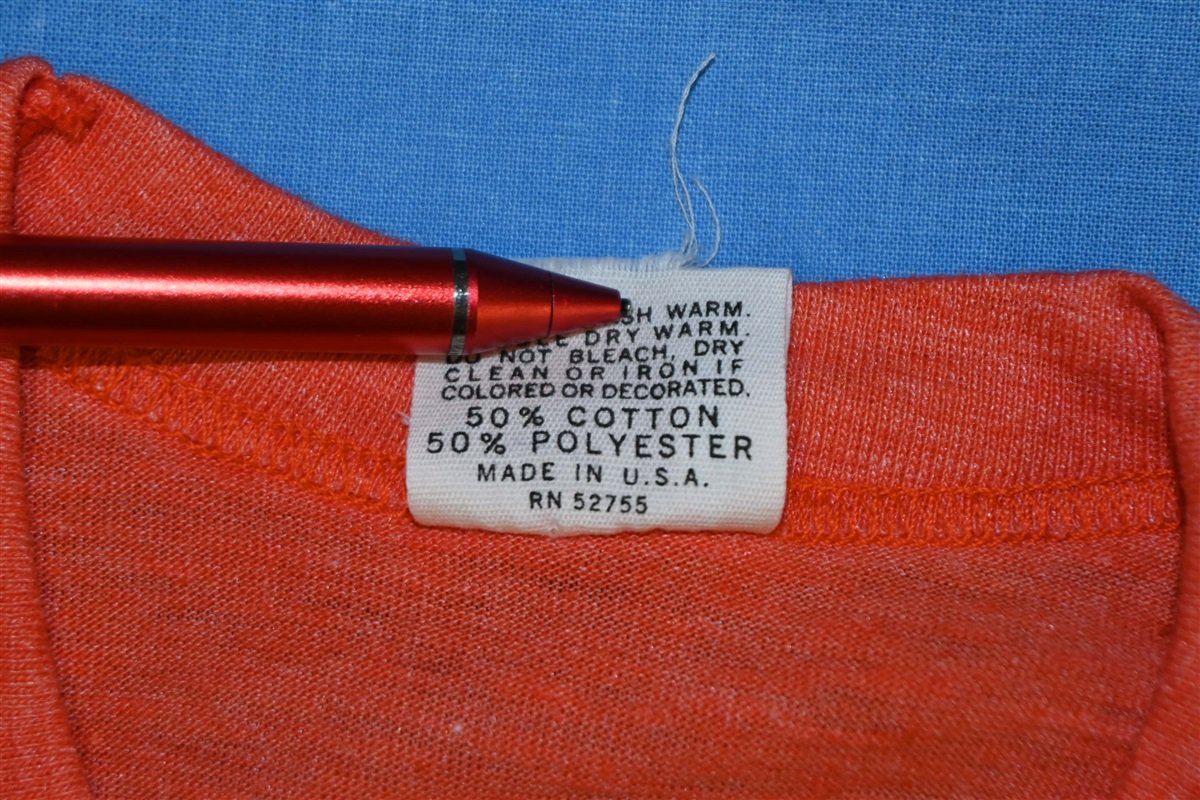 WARM.
DRY WARM.
DO NOT BLEACH, DRY
CLEAN OR IRON IF
COLORED OR DECORATED.
50% COTTON
50% POLYESTER
MADE IN U.S.A.
RN 52755